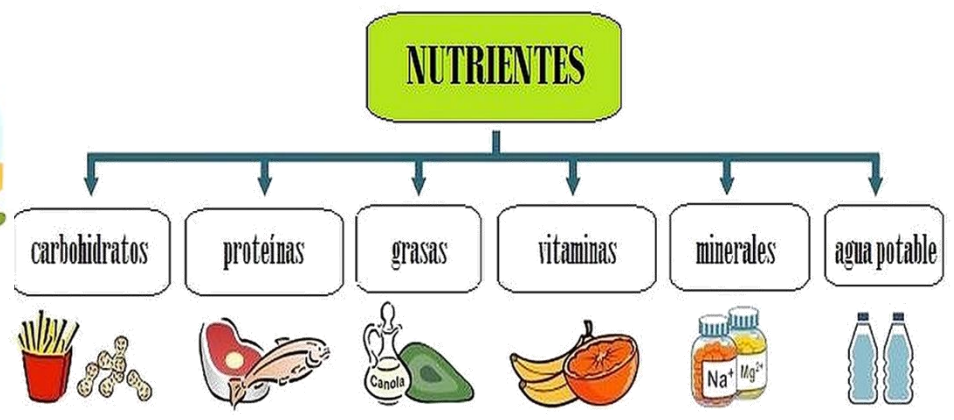 NUTRIENTES
carbohidratos
proteínas
grasas
vitaminas
minerales
agua potable
Canola
Na+
Mg2+